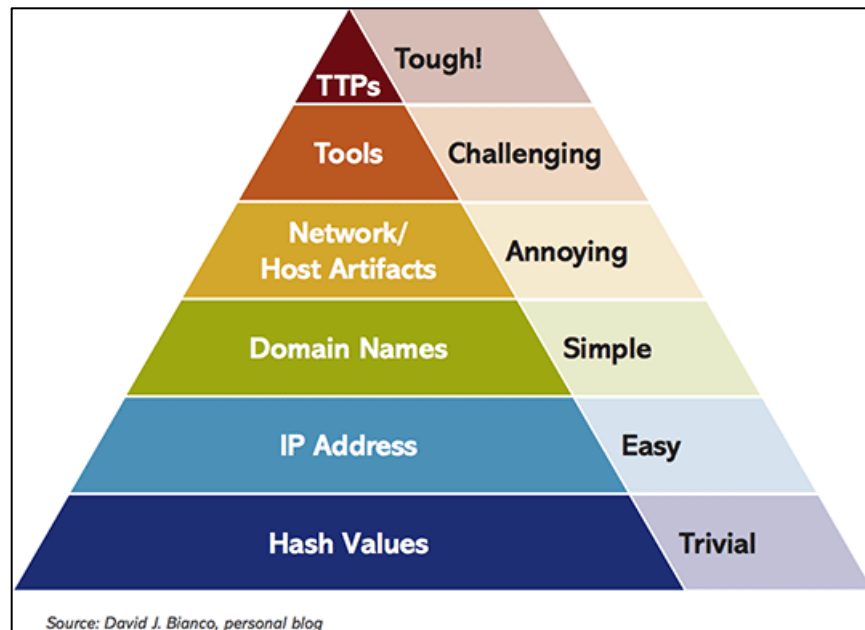 TTPs
Tough!
Tools
Challenging
Network/
Host Artifacts
Annoying
Domain Names
Simple
IP Address
Easy
Hash Values
Trivial
Source: David J. Bianco, personal blog